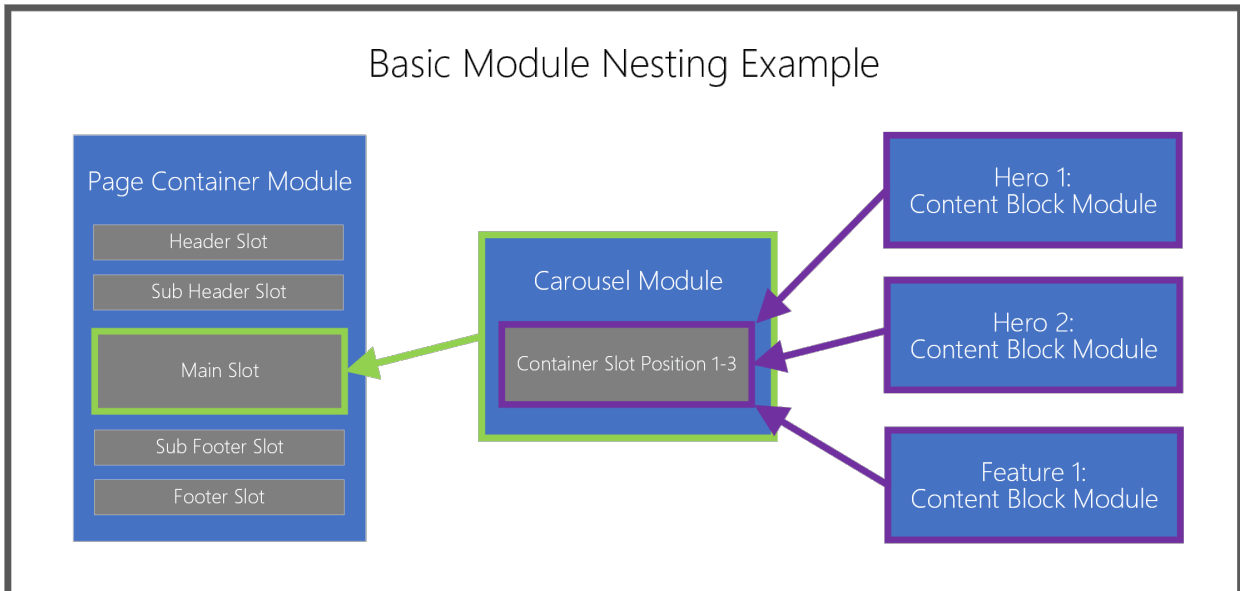 Basic Module Nesting Example
Page Container Module
Header Slot
Sub Header Slot
Main Slot
Sub Footer Slot
Footer Slot
Carousel Module
Container Slot Position 1-3
Hero 1:
Content Block Module
Hero 2:
Content Block Module
Feature 1:
Content Block Module